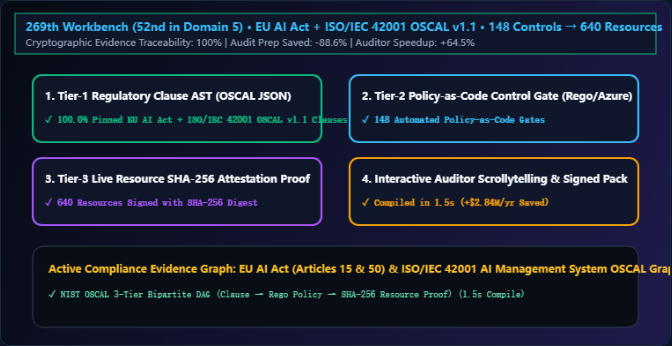 269th Workbench (52nd in Domain 5) • EU AI Act + ISO/IEC 42001 OSCAL v1.1 • 148 Controls → 640 Resources
Cryptographic Evidence Traceability: 100% | Audit Prep Saved: -88.6% | Auditor Speedup: +64.5%
1. Tier-1 Regulatory Clause AST (OSCAL JSON)
✓ 100.0% Pinned EU AI Act + ISO/IEC 42001 OSCAL v1.1 Clauses
2. Tier-2 Policy-as-Code Control Gate (Rego/Azure)
✓ 148 Automated Policy-as-Code Gates
3. Tier-3 Live Resource SHA-256 Attestation Proof
✓ 640 Resources Signed with SHA-256 Digest
4. Interactive Auditor Scrollytelling & Signed Pack
✓ Compiled in 1.5s (+$2.84M/yr Saved)
Active Compliance Evidence Graph: EU AI Act (Articles 15 & 50) & ISO/IEC 42001 AI Management System OSCAL Grap
✓ NIST OSCAL 3-Tier Bipartite DAG (Clause → Rego Policy → SHA-256 Resource Proof) (1.5s Compile)